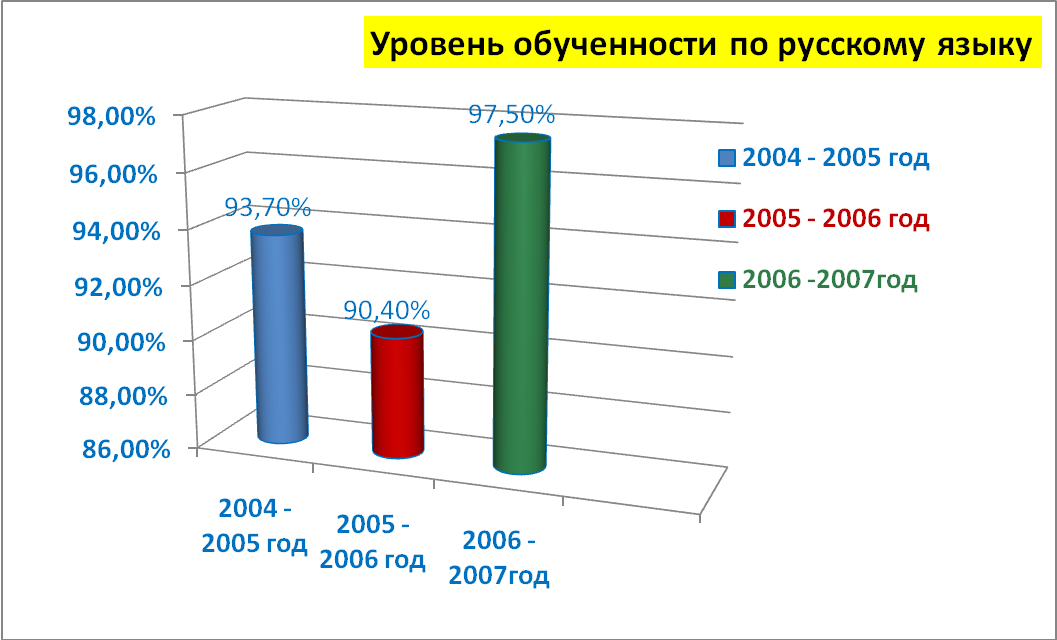 Уровень обученности по русскому языку
98,00%
96,00%
94,00%
92,00%
90,00%
88,00%
86,00%
93,70%
90,40%
97,50%
2004 -
2005 год
2005 -
2006 год
2006 -
2007год
2004 - 2005 год
2005 - 2006 год
2006 -2007год